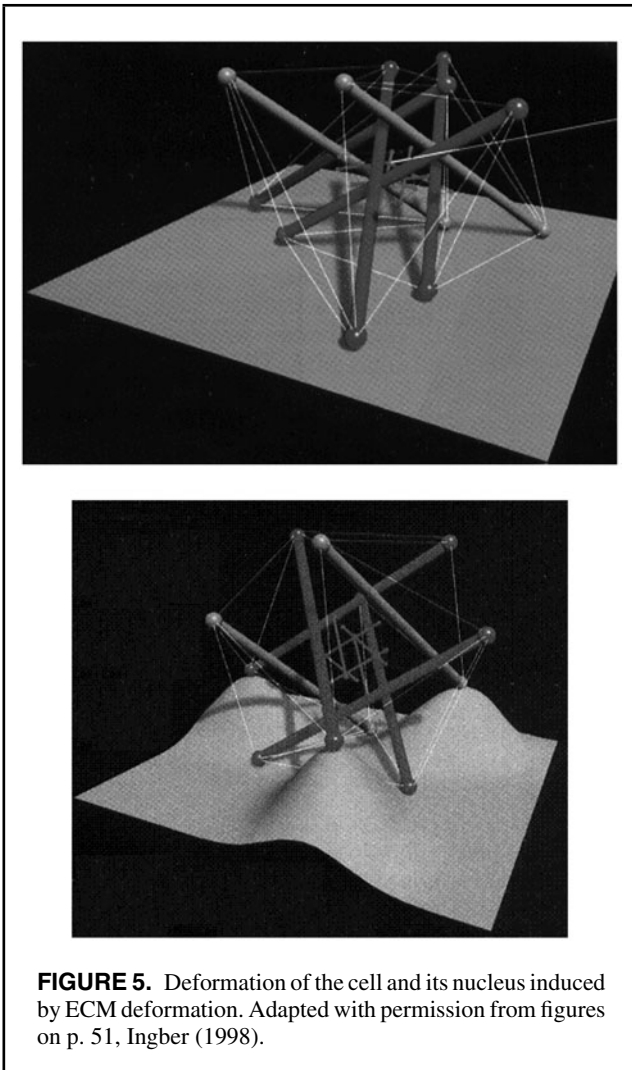 FIGURE 5. Deformation of the cell and its nucleus induced
by ECM deformation. Adapted with permission from figures
on p. 51, Ingber (1998).